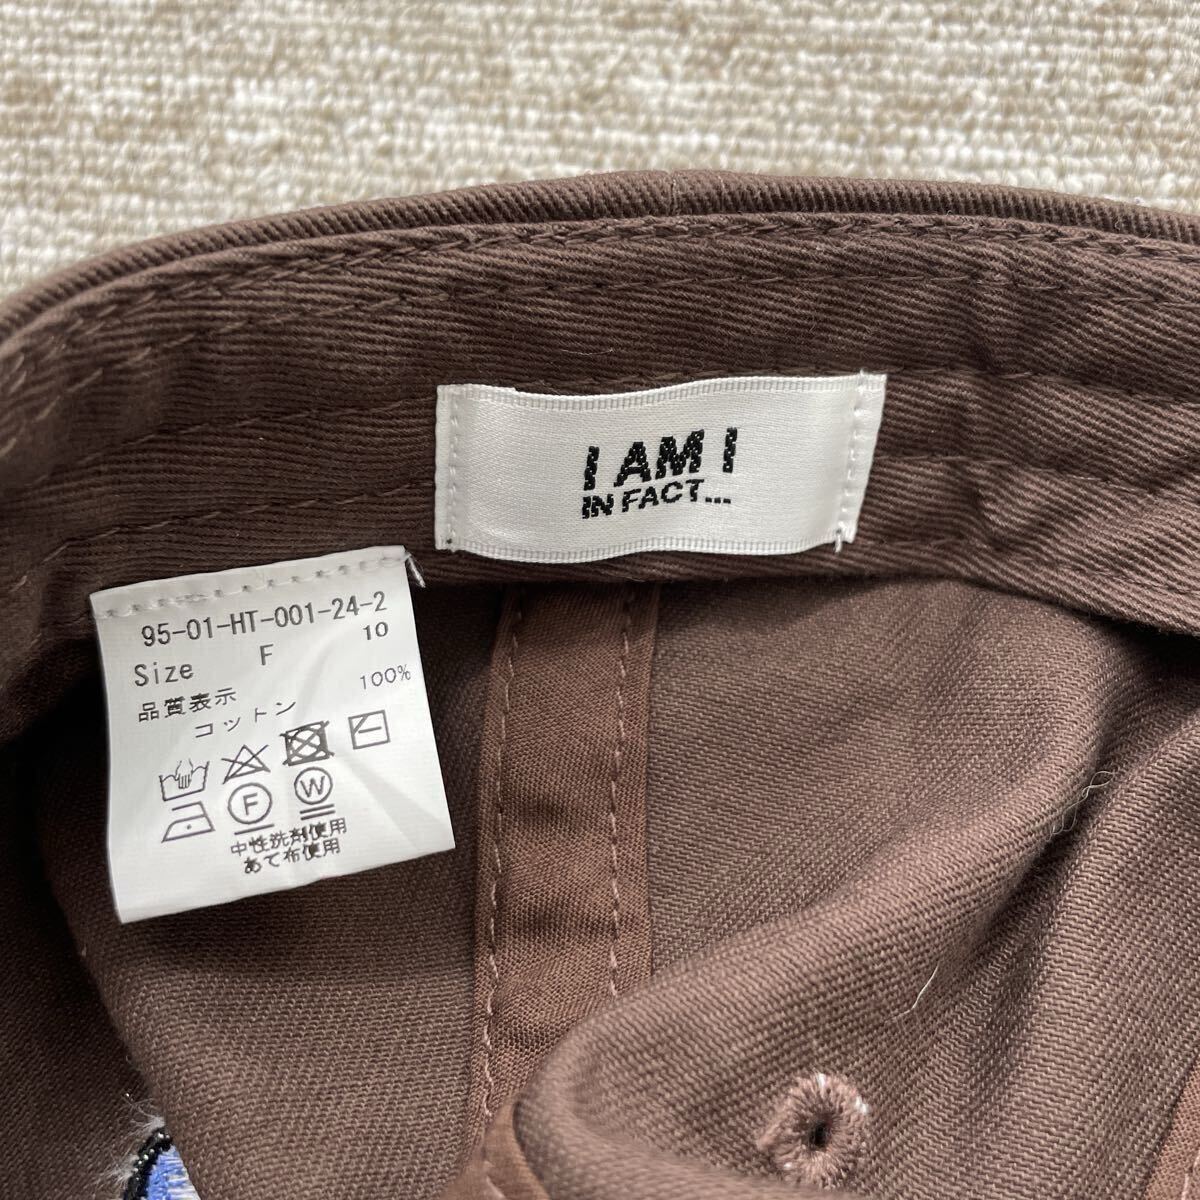 I AM I
IN FACT...
95-01-HT-001-24-2
10
Size F
品質表示
コットン 100%
F W
中性洗剤使用
あて布使用